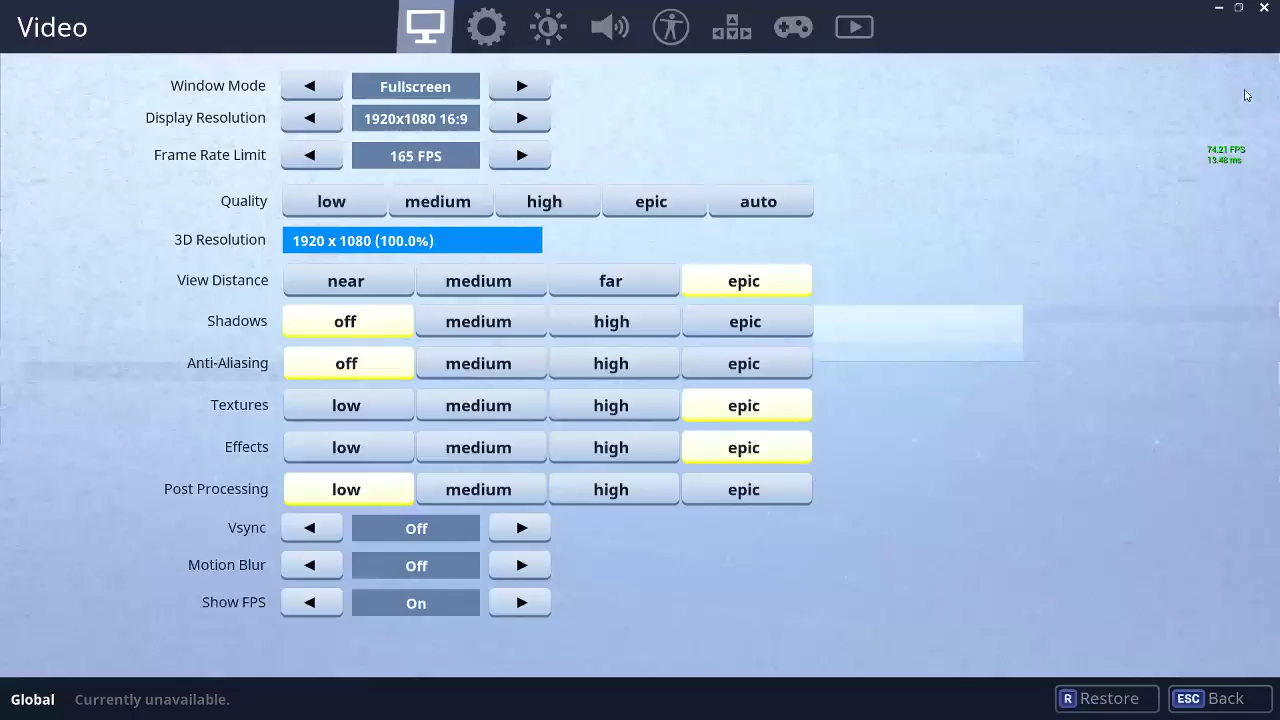 Video
74.21 FPS
13.48 ms
Window Mode Fullscreen
Display Resolution 1920x1080 16:9
Frame Rate Limit 165 FPS
Quality low medium high epic auto
3D Resolution 1920 x 1080 (100.0%)
View Distance near medium far epic
Shadows off medium high epic
Anti-Aliasing off medium high epic
Textures low medium high epic
Effects low medium high epic
Post Processing low medium high epic
Vsync Off
Motion Blur Off
Show FPS On
Global Currently unavailable. R Restore ESC Back